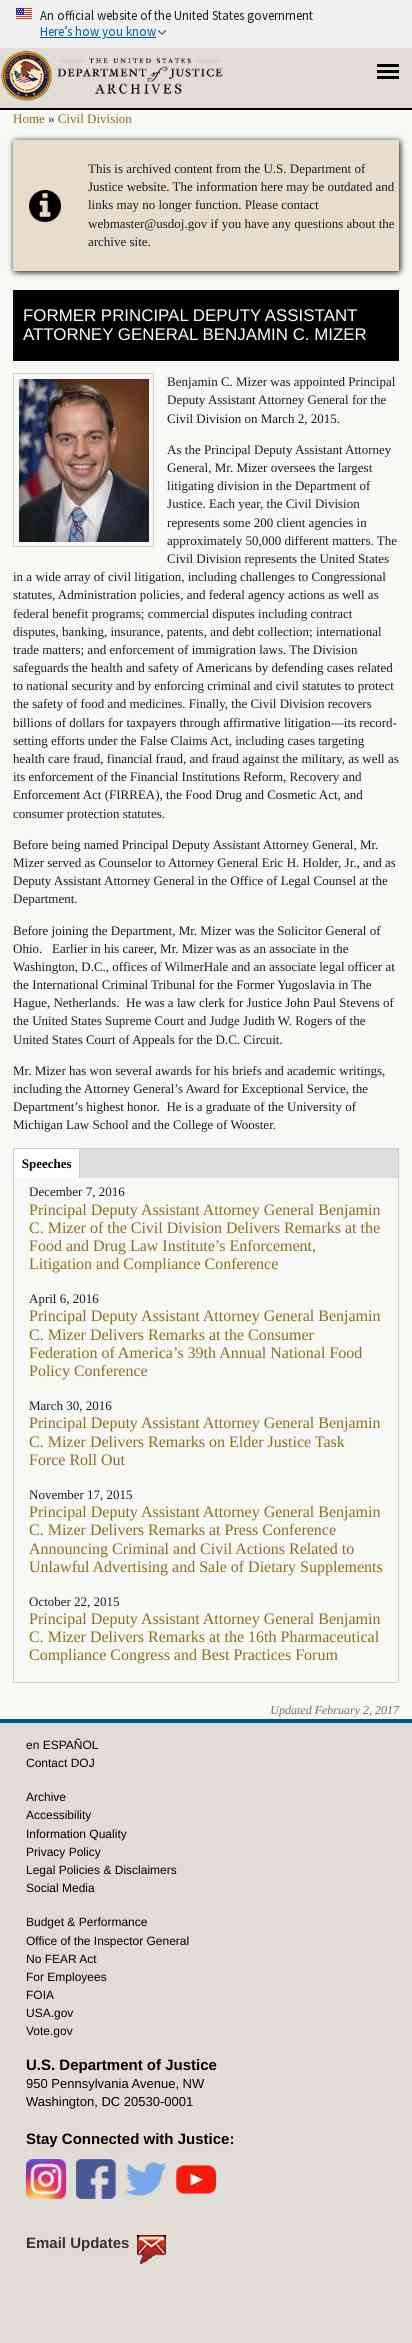 An official website of the United States government
Here's how you know
THE UNITED STATES
DEPARTMENT of JUSTICE
ARCHIVES
Home » Civil Division
This is archived content from the U.S. Department of
Justice website. The information here may be outdated and
links may no longer function. Please contact
webmaster@usdoj.gov if you have any questions about the
archive site.
FORMER PRINCIPAL DEPUTY ASSISTANT
ATTORNEY GENERAL BENJAMIN C. MIZER
Benjamin C. Mizer was appointed Principal
Deputy Assistant Attorney General for the
Civil Division on March 2, 2015.
As the Principal Deputy Assistant Attorney
General, Mr. Mizer oversees the largest
litigating division in the Department of
Justice. Each year, the Civil Division
represents some 200 client agencies in
approximately 50,000 different matters. The
Civil Division represents the United States
in a wide array of civil litigation, including challenges to Congressional
statutes, Administration policies, and federal agency actions as well as
federal benefit programs; commercial disputes including contract
disputes, banking, insurance, patents, and debt collection; international
trade matters; and enforcement of immigration laws. The Division
safeguards the health and safety of Americans by defending cases related
to national security and by enforcing criminal and civil statutes to protect
the safety of food and medicines. Finally, the Civil Division recovers
billions of dollars for taxpayers through affirmative litigation—its record-
setting efforts under the False Claims Act, including cases targeting
health care fraud, financial fraud, and fraud against the military, as well as
its enforcement of the Financial Institutions Reform, Recovery and
Enforcement Act (FIRREA), the Food Drug and Cosmetic Act, and
consumer protection statutes.
Before being named Principal Deputy Assistant Attorney General, Mr.
Mizer served as Counselor to Attorney General Eric H. Holder, Jr., and as
Deputy Assistant Attorney General in the Office of Legal Counsel at the
Department.
Before joining the Department, Mr. Mizer was the Solicitor General of
Ohio.   Earlier in his career, Mr. Mizer was as an associate in the
Washington, D.C., offices of WilmerHale and an associate legal officer at
the International Criminal Tribunal for the Former Yugoslavia in The
Hague, Netherlands.  He was a law clerk for Justice John Paul Stevens of
the United States Supreme Court and Judge Judith W. Rogers of the
United States Court of Appeals for the D.C. Circuit.
Mr. Mizer has won several awards for his briefs and academic writings,
including the Attorney General's Award for Exceptional Service, the
Department's highest honor.  He is a graduate of the University of
Michigan Law School and the College of Wooster.
Speeches
December 7, 2016
Principal Deputy Assistant Attorney General Benjamin
C. Mizer of the Civil Division Delivers Remarks at the
Food and Drug Law Institute's Enforcement,
Litigation and Compliance Conference
April 6, 2016
Principal Deputy Assistant Attorney General Benjamin
C. Mizer Delivers Remarks at the Consumer
Federation of America's 39th Annual National Food
Policy Conference
March 30, 2016
Principal Deputy Assistant Attorney General Benjamin
C. Mizer Delivers Remarks on Elder Justice Task
Force Roll Out
November 17, 2015
Principal Deputy Assistant Attorney General Benjamin
C. Mizer Delivers Remarks at Press Conference
Announcing Criminal and Civil Actions Related to
Unlawful Advertising and Sale of Dietary Supplements
October 22, 2015
Principal Deputy Assistant Attorney General Benjamin
C. Mizer Delivers Remarks at the 16th Pharmaceutical
Compliance Congress and Best Practices Forum
Updated February 2, 2017
en ESPAÑOL
Contact DOJ
Archive
Accessibility
Information Quality
Privacy Policy
Legal Policies & Disclaimers
Social Media
Budget & Performance
Office of the Inspector General
No FEAR Act
For Employees
FOIA
USA.gov
Vote.gov
U.S. Department of Justice
950 Pennsylvania Avenue, NW
Washington, DC 20530-0001
Stay Connected with Justice:
Email Updates